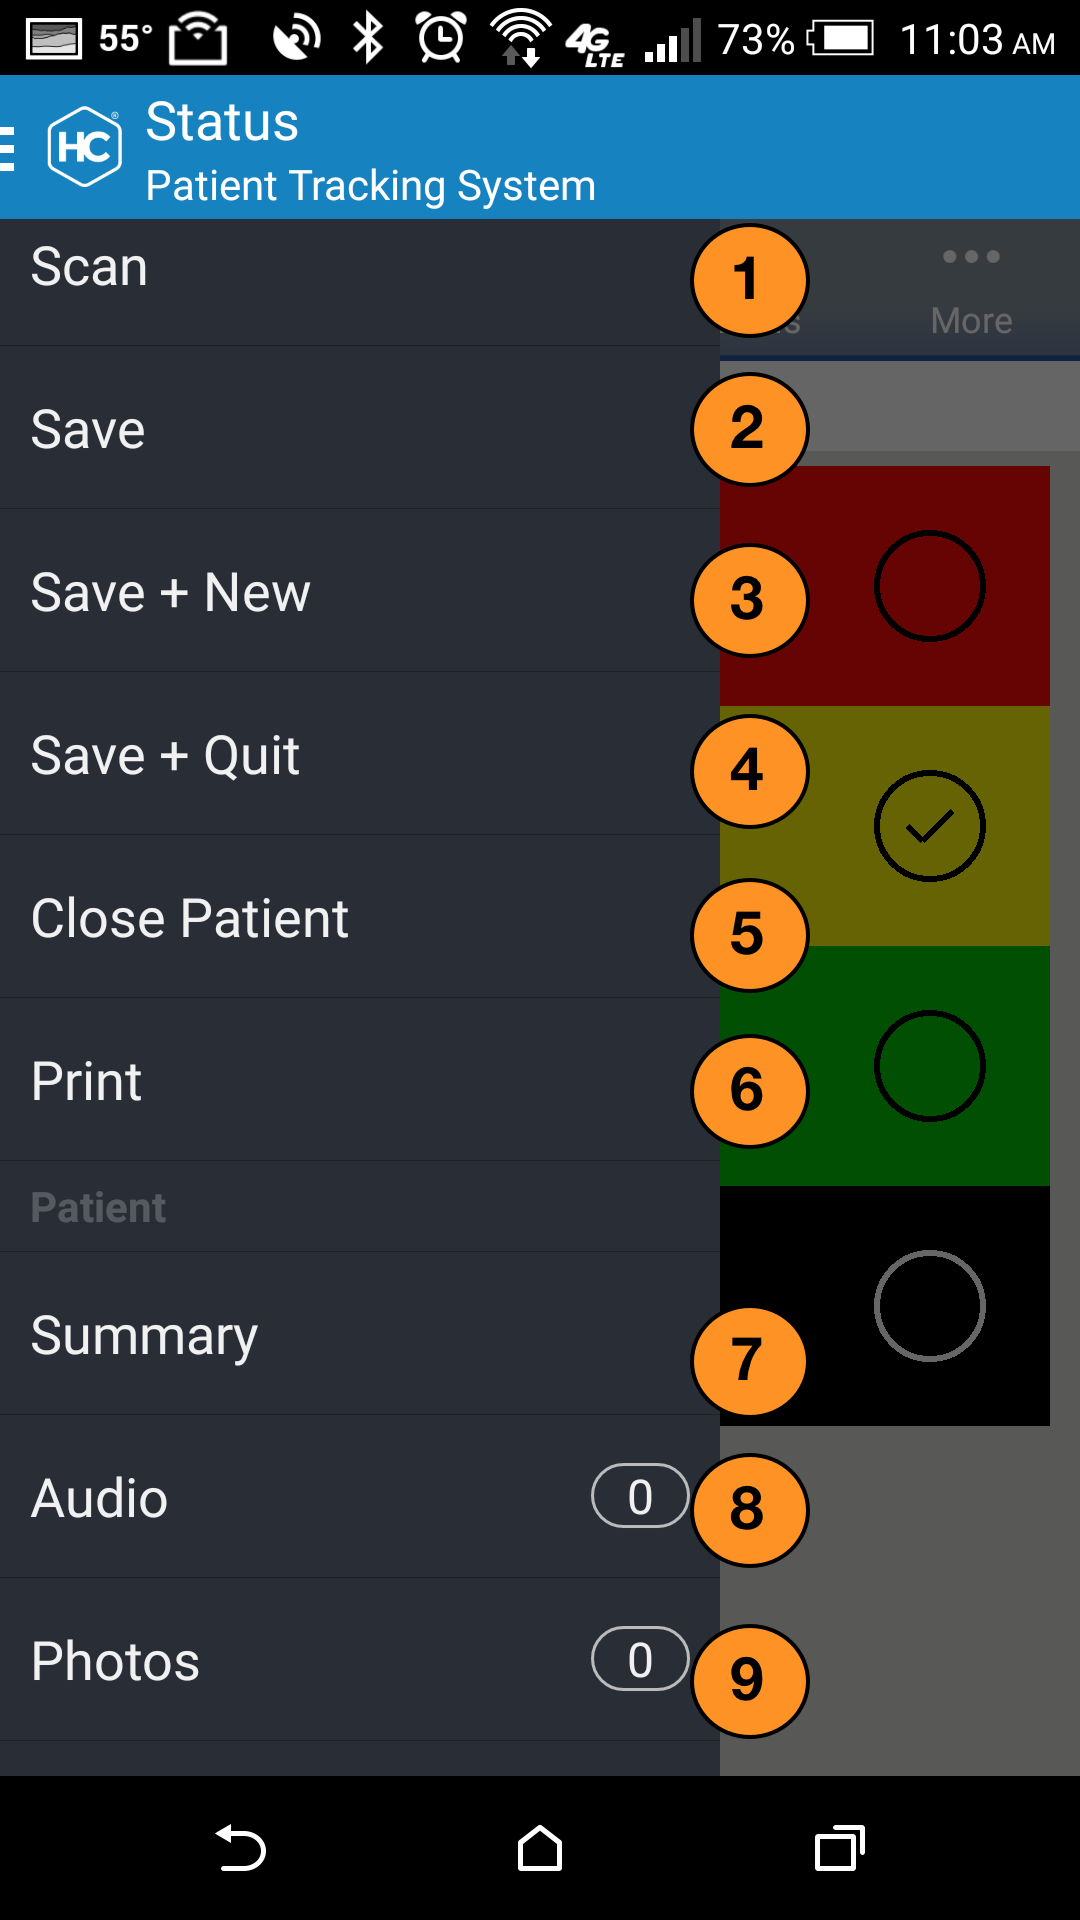 55° 4G LTE 73% 11:03 AM
HC®
Status
Patient Tracking System
Scan
1
More
Save
2
Save + New
3
Save + Quit
4
Close Patient
5
Print
6
Patient
Summary
7
Audio 0
8
Photos 0
9